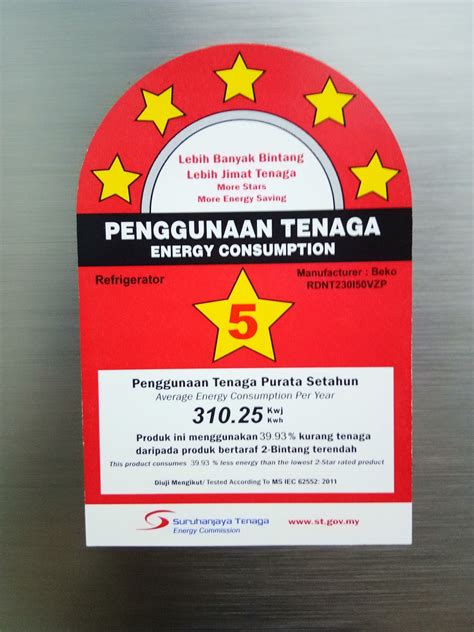 Lebih Banyak Bintang
Lebih Jimat Tenaga
More Stars
More Energy Saving
PENGGUNAAN TENAGA
ENERGY CONSUMPTION
Refrigerator
Manufacturer : Beko
RDNT230I50VZP
5
Penggunaan Tenaga Purata Setahun
Average Energy Consumption Per Year
310.25 Kwj
Kwh
Produk ini menggunakan 39.93 % kurang tenaga
daripada produk bertaraf 2-Bintang terendah
This product consumes 39.93 % less energy than the lowest 2-Star rated product
Diuji Mengikut/ Tested According To MS IEC 62552: 2011
Suruhanjaya Tenaga
Energy Commission
www.st.gov.my